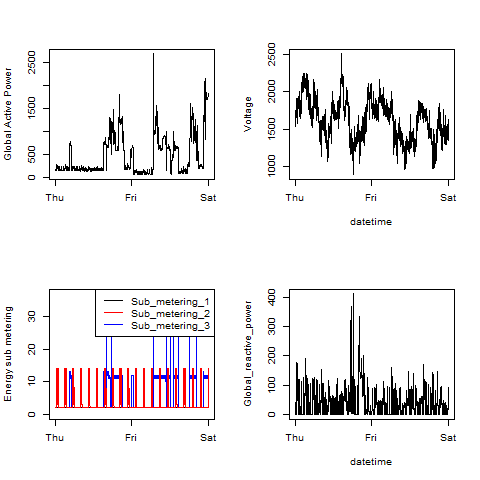 Global Active Power
0
500
1500
2500
Thu
Fri
Sat
Voltage
1000
1500
2000
2500
Thu
Fri
Sat
datetime
Energy sub metering
0
10
20
30
Sub_metering_1
Sub_metering_2
Sub_metering_3
Thu
Fri
Sat
Global_reactive_power
0
100
200
300
400
Thu
Fri
Sat
datetime